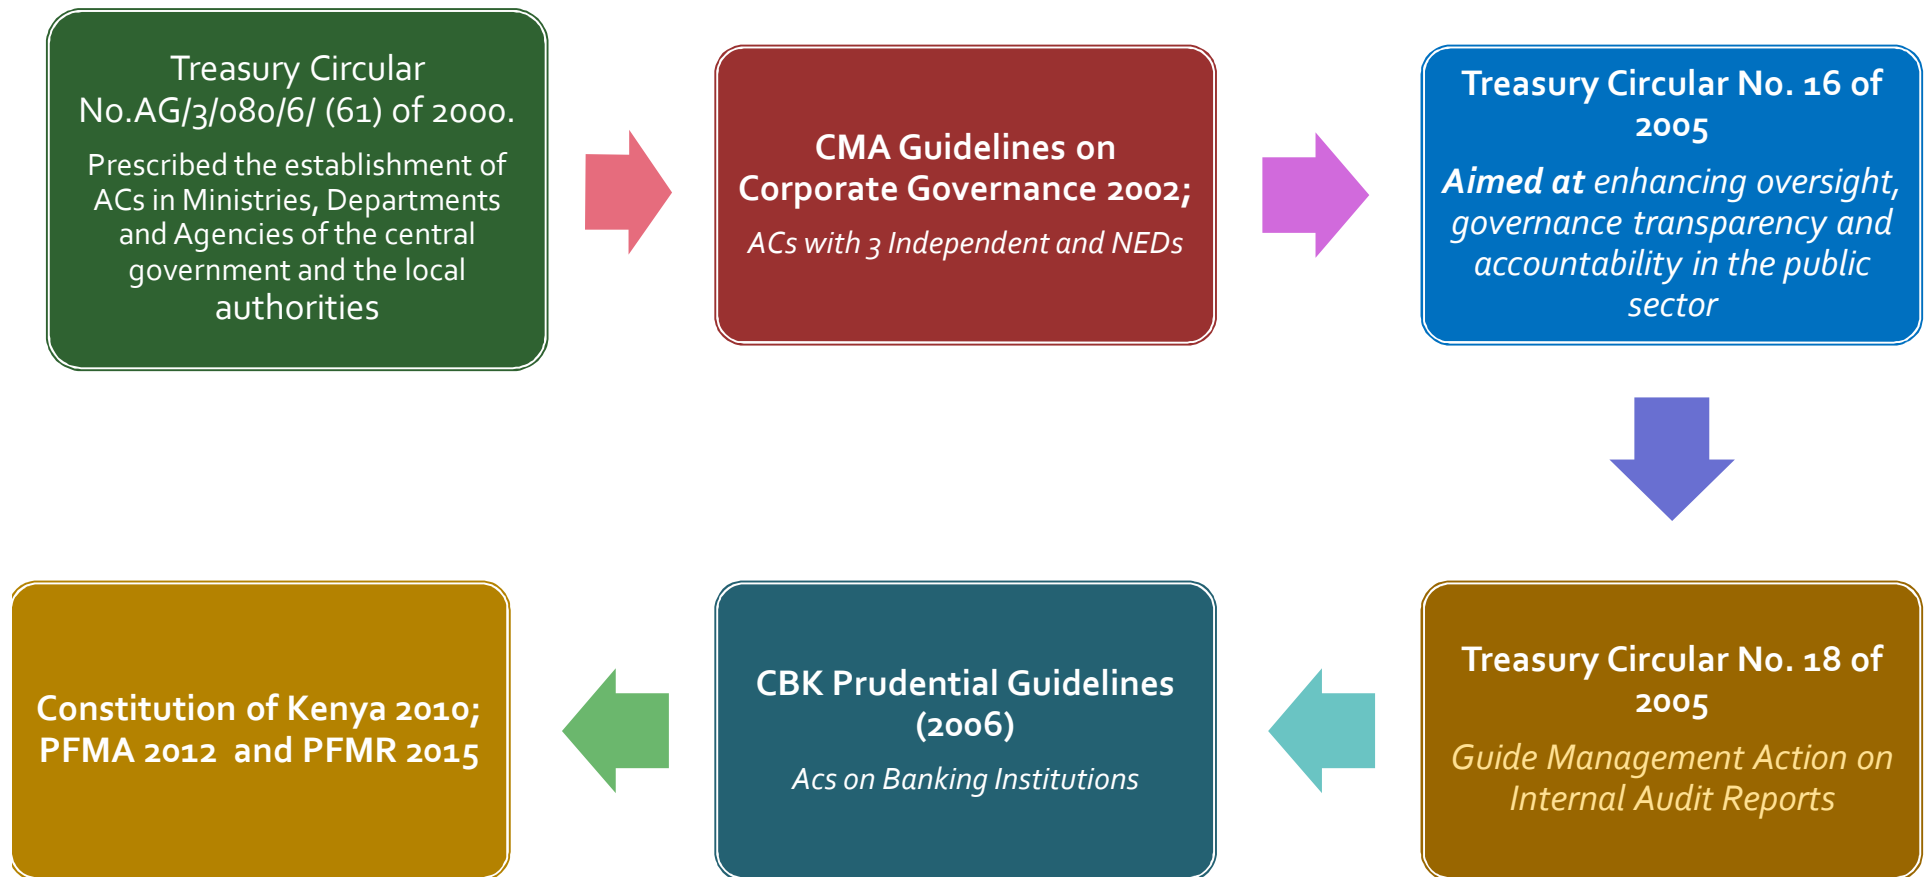 Treasury Circular
No.AG/3/080/6/ (61) of 2000.
Prescribed the establishment of
ACs in Ministries, Departments
and Agencies of the central
government and the local
authorities
CMA Guidelines on
Corporate Governance 2002;
ACs with 3 Independent and NEDs
Treasury Circular No. 16 of
2005
Aimed at enhancing oversight,
governance transparency and
accountability in the public
sector
Treasury Circular No. 18 of
2005
Guide Management Action on
Internal Audit Reports
CBK Prudential Guidelines
(2006)
Acs on Banking Institutions
Constitution of Kenya 2010;
PFMA 2012 and PFMR 2015